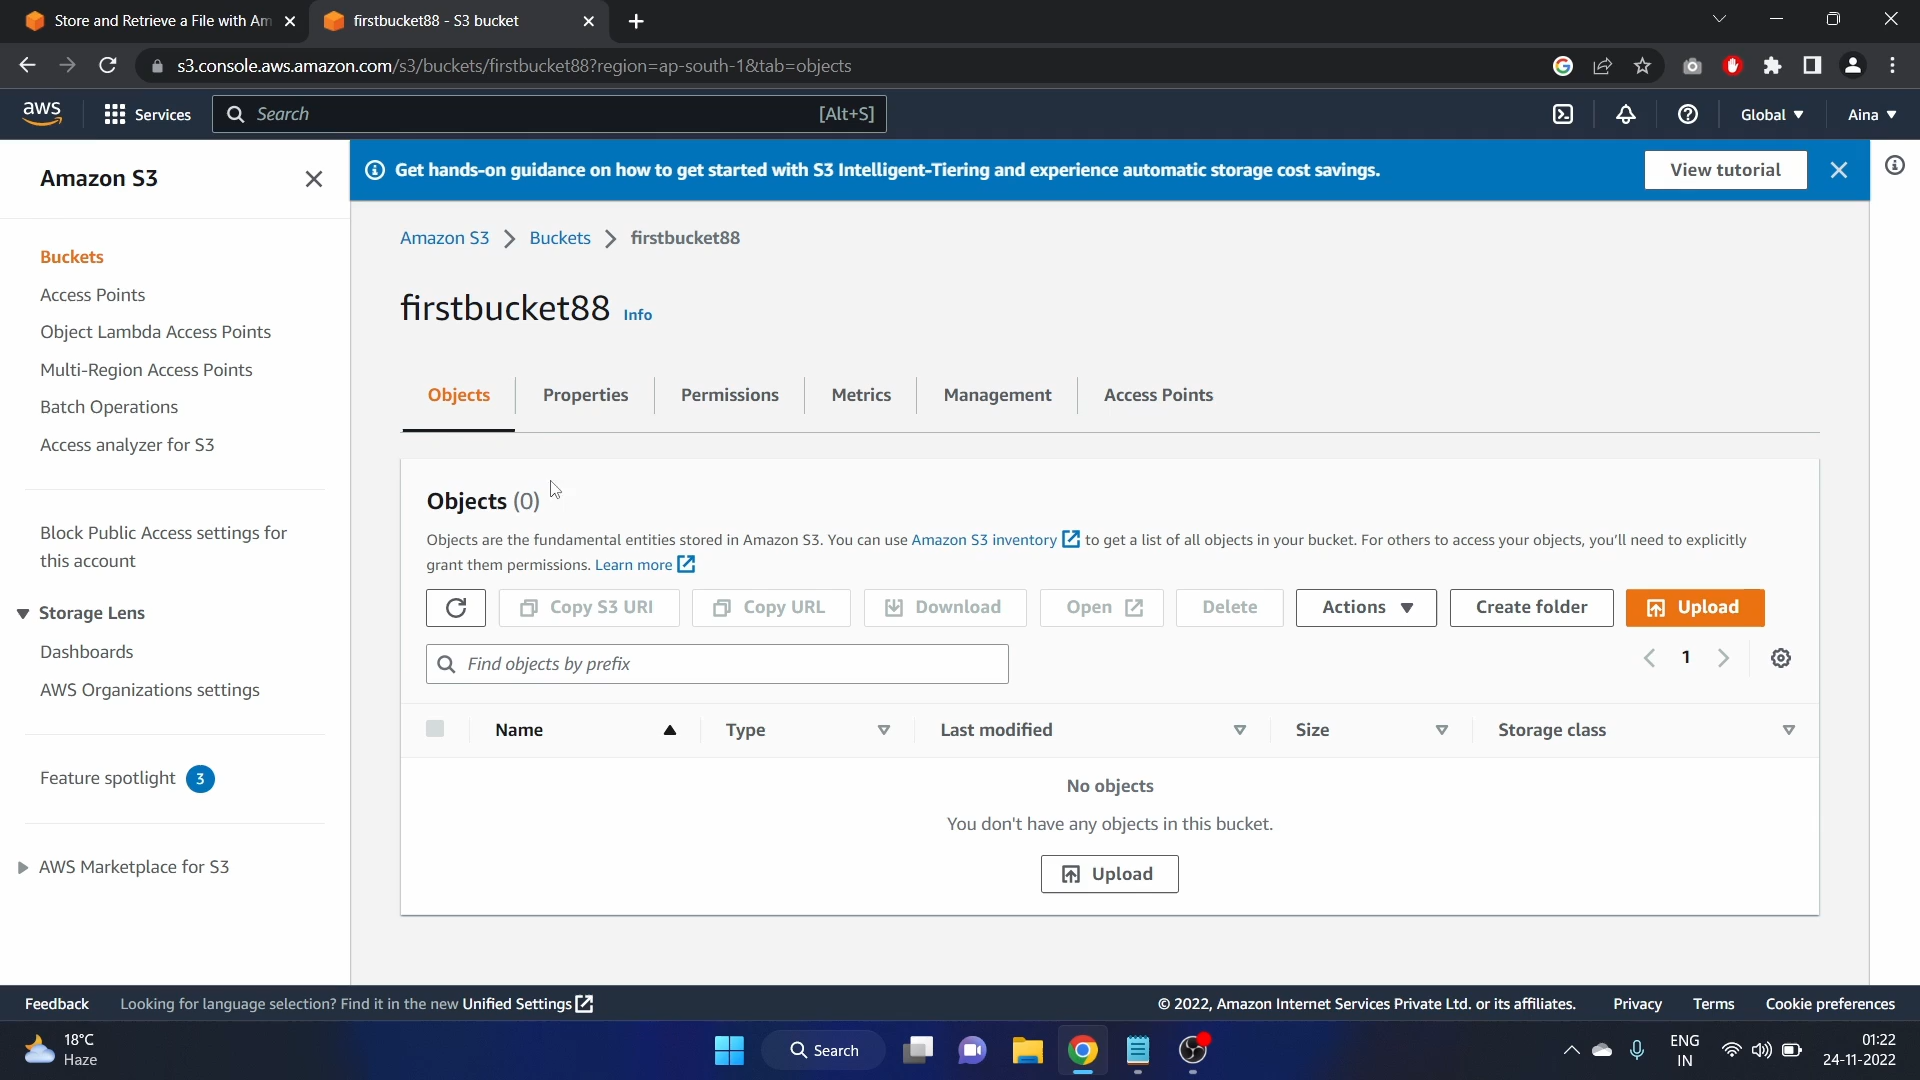 Store and Retrieve a File with Am
firstbucket88 - S3 bucket
s3.console.aws.amazon.com/s3/buckets/firstbucket88?region=ap-south-1&tab=objects
aws
Services
Search
[Alt+S]
Global
Aina
Amazon S3
Buckets
Access Points
Object Lambda Access Points
Multi-Region Access Points
Batch Operations
Access analyzer for S3
Block Public Access settings for
this account
Storage Lens
Dashboards
AWS Organizations settings
Feature spotlight 3
AWS Marketplace for S3
Get hands-on guidance on how to get started with S3 Intelligent-Tiering and experience automatic storage cost savings.
View tutorial
Amazon S3 > Buckets > firstbucket88
firstbucket88 Info
Objects
Properties
Permissions
Metrics
Management
Access Points
Objects (0)
Objects are the fundamental entities stored in Amazon S3. You can use Amazon S3 inventory to get a list of all objects in your bucket. For others to access your objects, you'll need to explicitly
grant them permissions. Learn more
Copy S3 URI
Copy URL
Download
Open
Delete
Actions
Create folder
Upload
Find objects by prefix
1
Name
Type
Last modified
Size
Storage class
No objects
You don't have any objects in this bucket.
Upload
Feedback
Looking for language selection? Find it in the new Unified Settings
© 2022, Amazon Internet Services Private Ltd. or its affiliates.
Privacy
Terms
Cookie preferences
18°C
Haze
Search
ENG
IN
01:22
24-11-2022